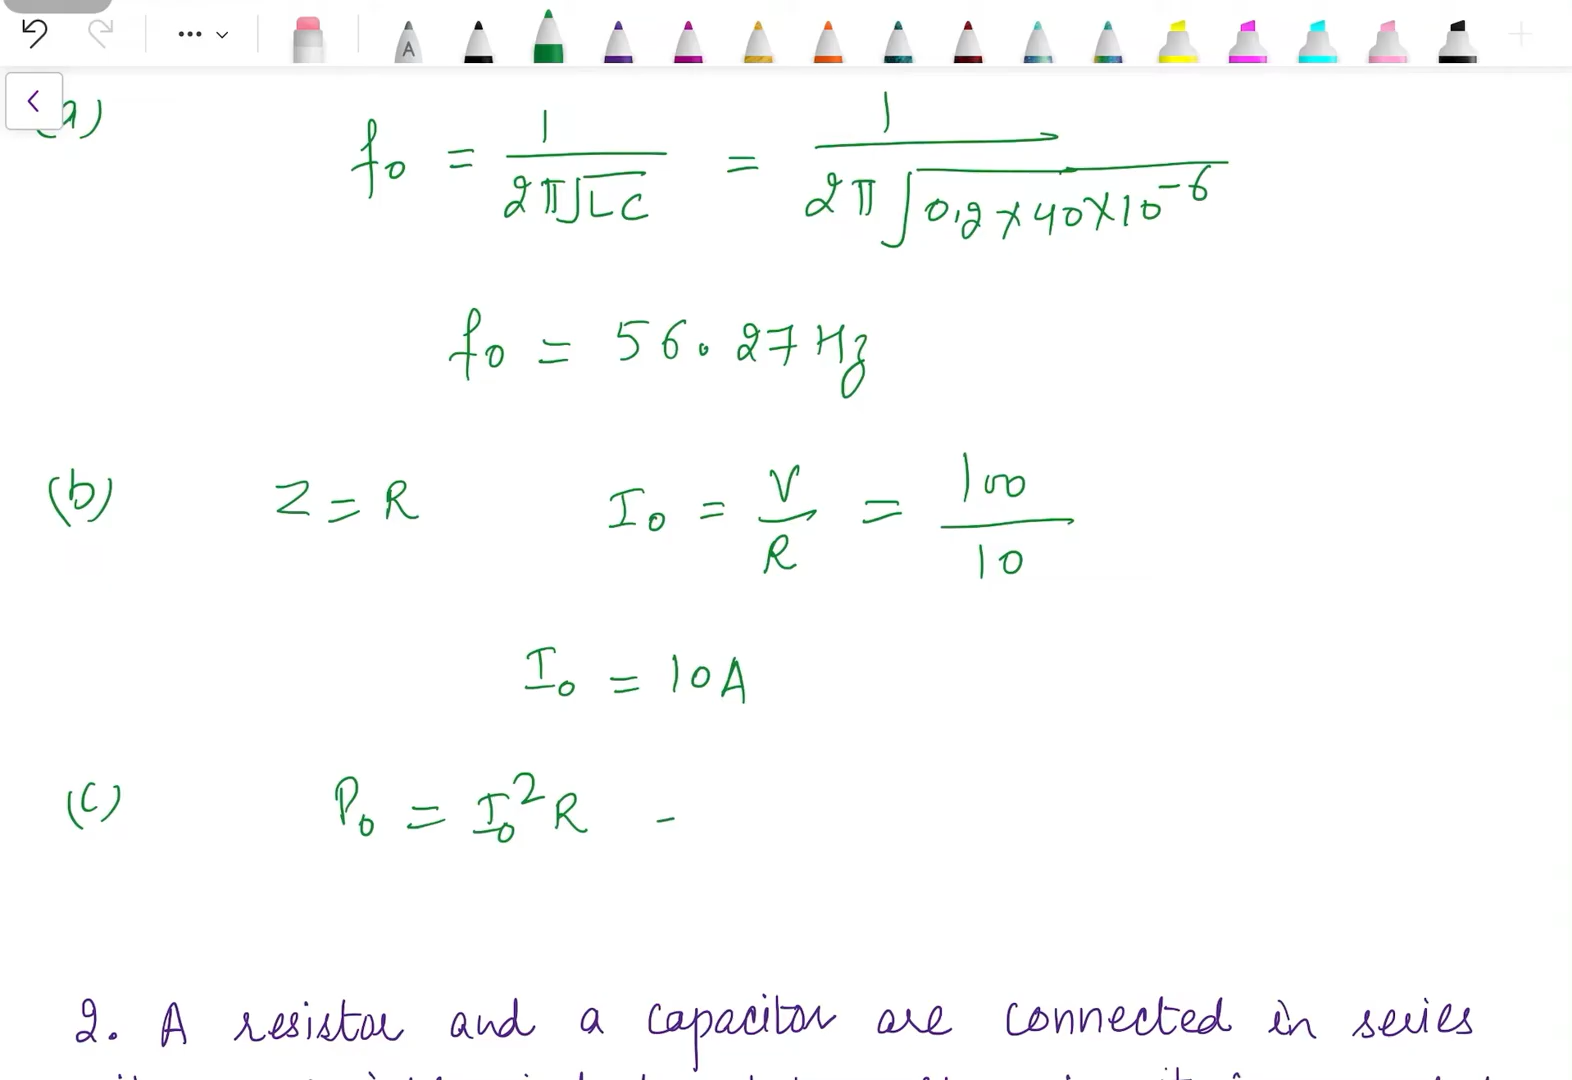 (a) f₀ = 1/(2π√LC) = 1/(2π√(0.2 × 40 × 10⁻⁶))
f₀ = 56.27 Hz
(b) Z = R I₀ = V/R = 100/10
I₀ = 10A
(c) P₀ = I₀² R -
2. A resistor and a capacitor are connected in series